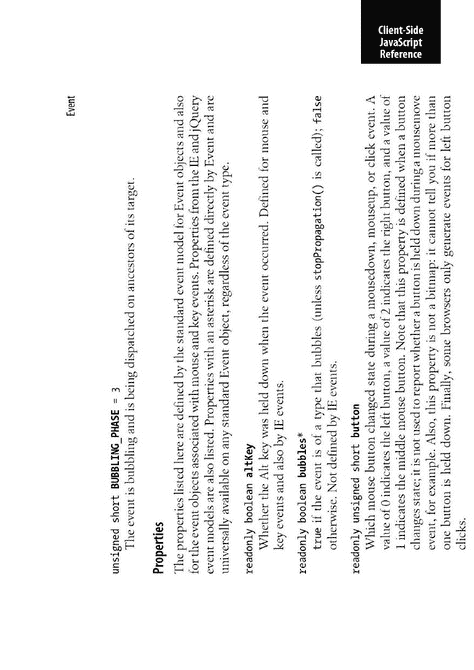 Client-Side
JavaScript
Reference
Event
unsigned short BUBBLING_PHASE = 3
The event is bubbling and is being dispatched on ancestors of its target.
Properties
The properties listed here are defined by the standard event model for Event objects and also
for the event objects associated with mouse and key events. Properties from the IE and jQuery
event models are also listed. Properties with an asterisk are defined directly by Event and are
universally available on any standard Event object, regardless of the event type.
readonly boolean altKey
Whether the Alt key was held down when the event occurred. Defined for mouse and
key events and also by IE events.
readonly boolean bubbles*
true if the event is of a type that bubbles (unless stopPropagation() is called); false
otherwise. Not defined by IE events.
readonly unsigned short button
Which mouse button changed state during a mousedown, mouseup, or click event. A
value of 0 indicates the left button, a value of 2 indicates the right button, and a value of
1 indicates the middle mouse button. Note that this property is defined when a button
changes state; it is not used to report whether a button is held down during a mousemove
event, for example. Also, this property is not a bitmap: it cannot tell you if more than
one button is held down. Finally, some browsers only generate events for left button
clicks.